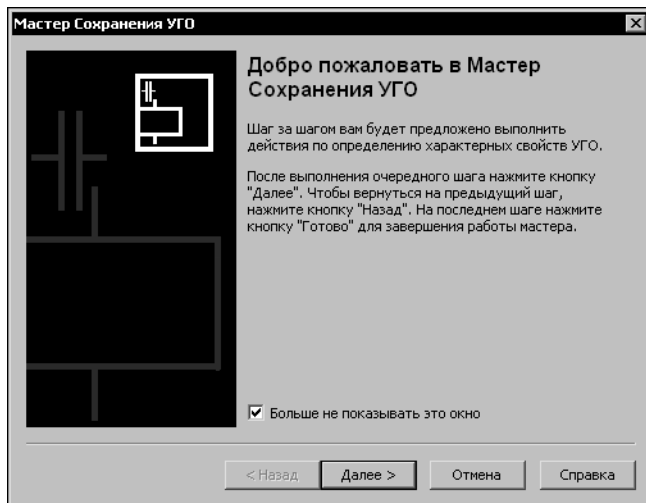 Мастер Сохранения УГО
Добро пожаловать в Мастер
Сохранения УГО
Шаг за шагом вам будет предложено выполнить
действия по определению характерных свойств УГО.
После выполнения очередного шага нажмите кнопку
"Далее". Чтобы вернуться на предыдущий шаг,
нажмите кнопку "Назад". На последнем шаге нажмите
кнопку "Готово" для завершения работы мастера.
Больше не показывать это окно
< Назад
Далее >
Отмена
Справка